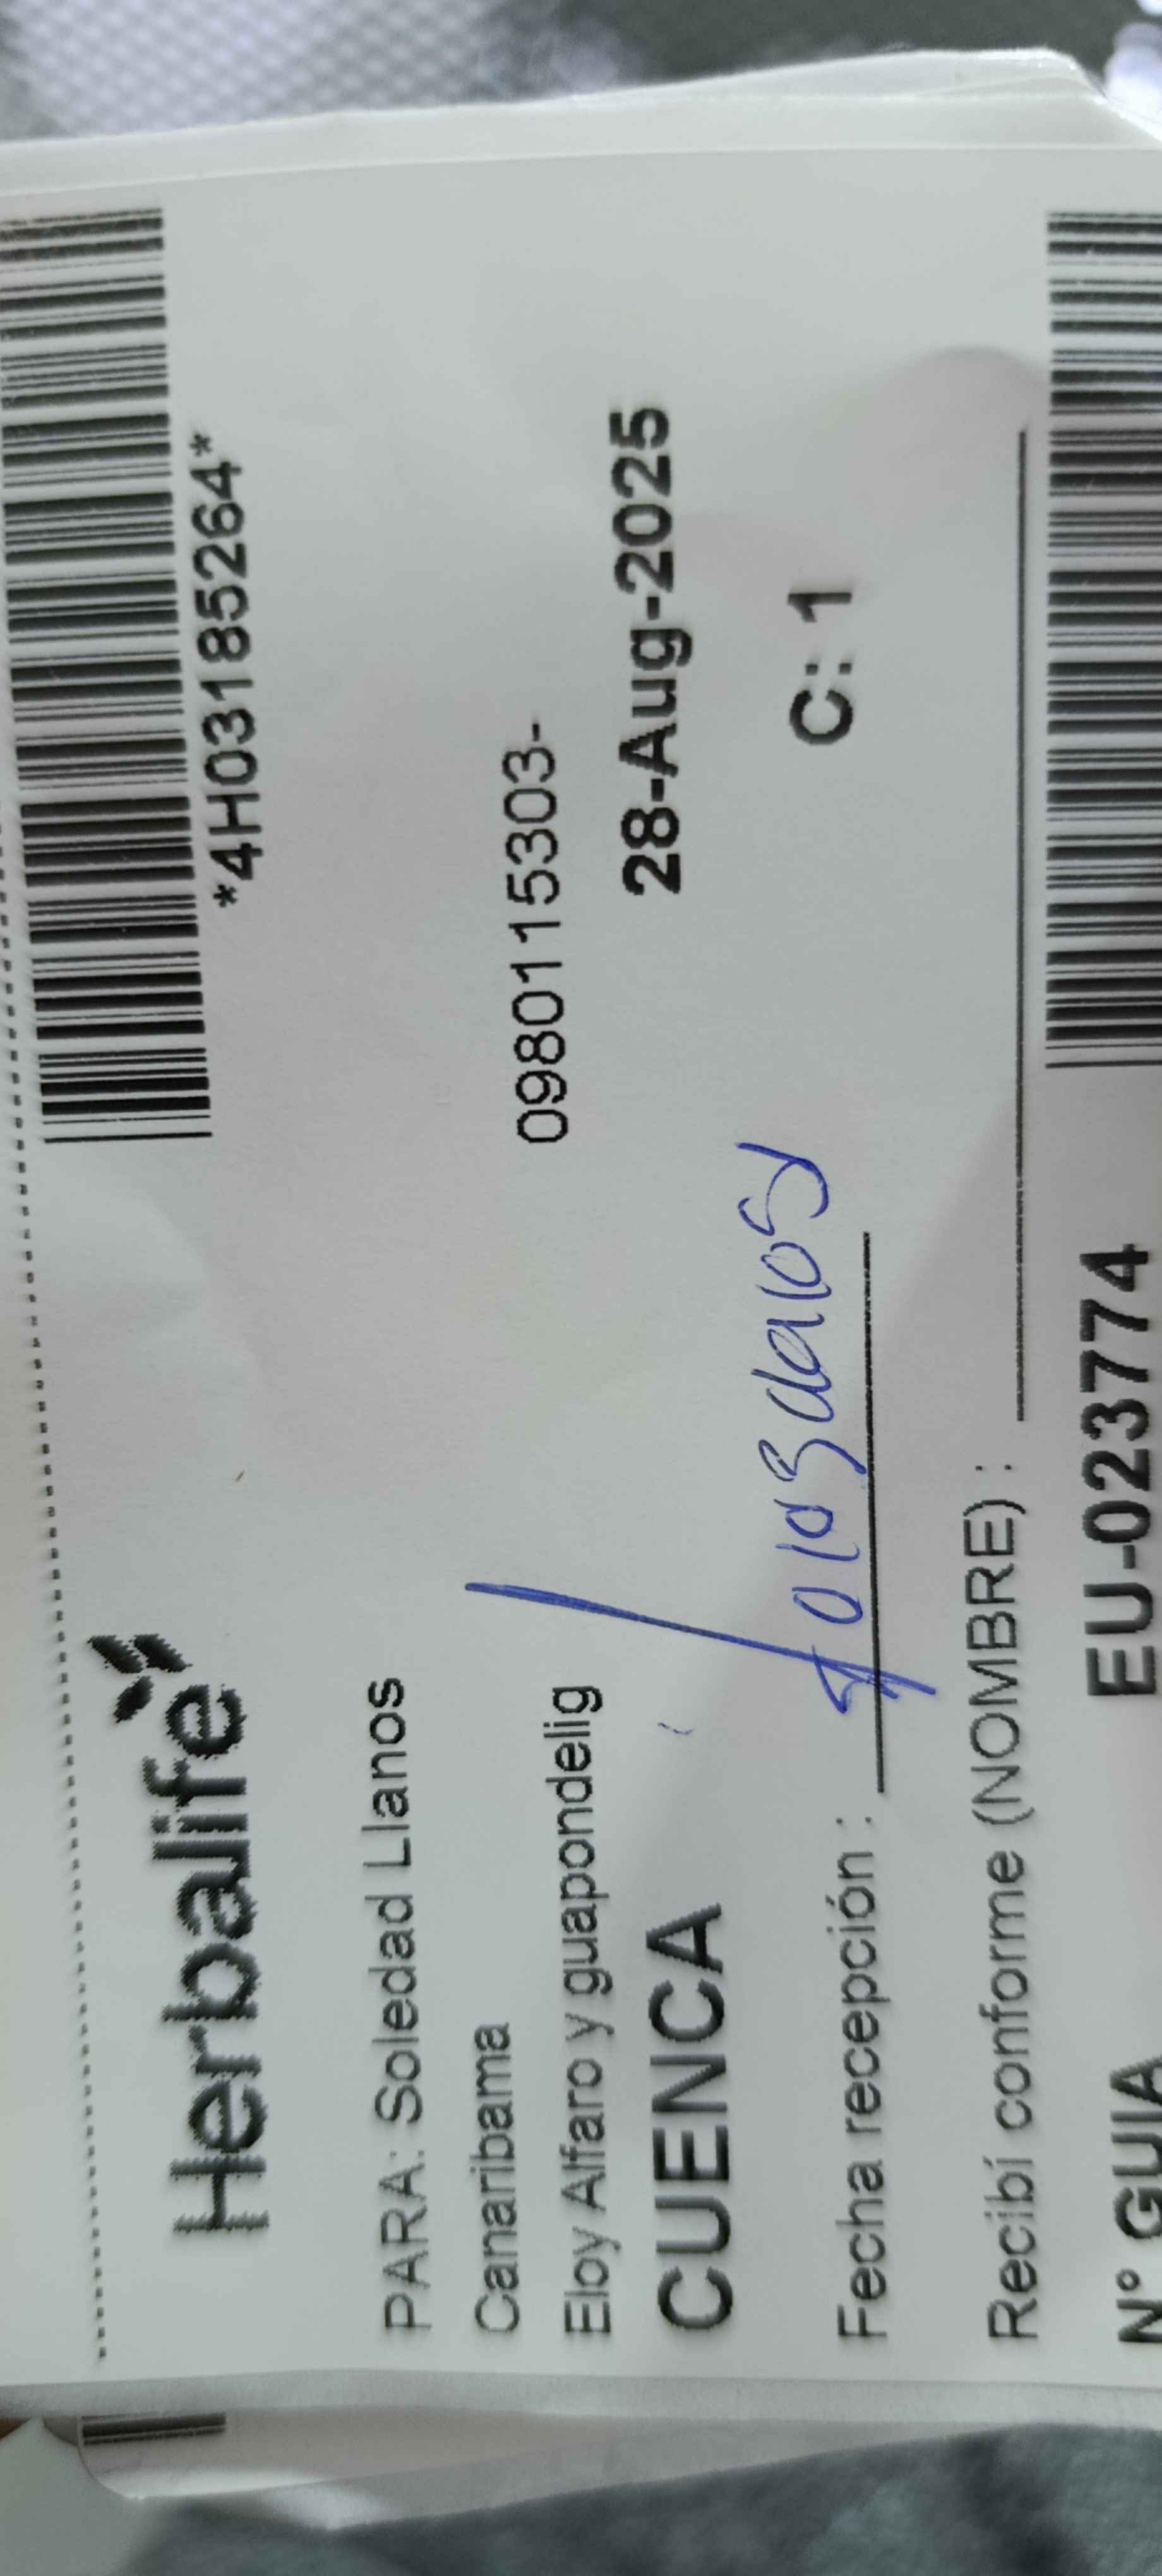 *4H03185264*
Herbalife
PARA: Soledad Llanos
Canaribama
0980115303-
Eloy Alfaro y guapondelig
28-Aug-2025
CUENCA
C: 1
Fecha recepción :
Recibí conforme (NOMBRE) :
N° GUIA EU-023774